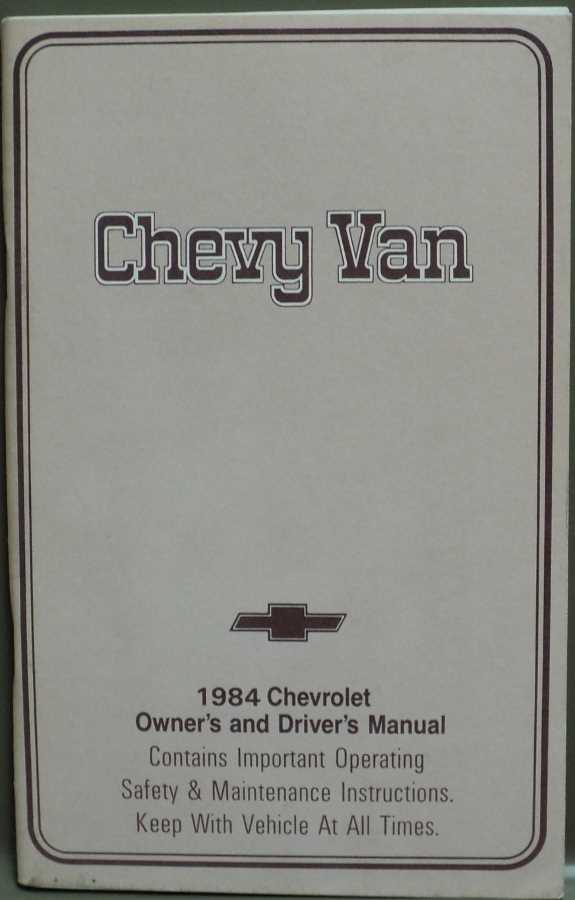 Chevy Van
1984 Chevrolet
Owner's and Driver's Manual
Contains Important Operating
Safety & Maintenance Instructions.
Keep With Vehicle At All Times.